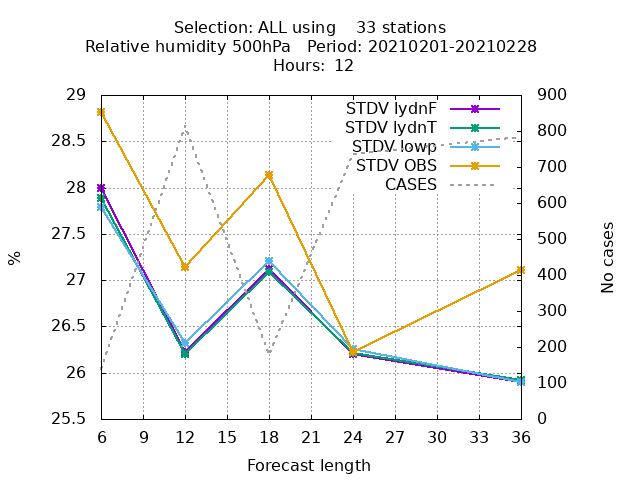 Selection: ALL using    33 stations
Relative humidity 500hPa   Period: 20210201-20210228
Hours: 12
29
28.5
28
27.5
27
26.5
26
25.5
900
800
700
600
500
400
300
200
100
0
6 9 12 15 18 21 24 27 30 33 36
%
No cases
Forecast length
STDV lydnF
STDV lydnT
STDV lowp
STDV OBS
CASES